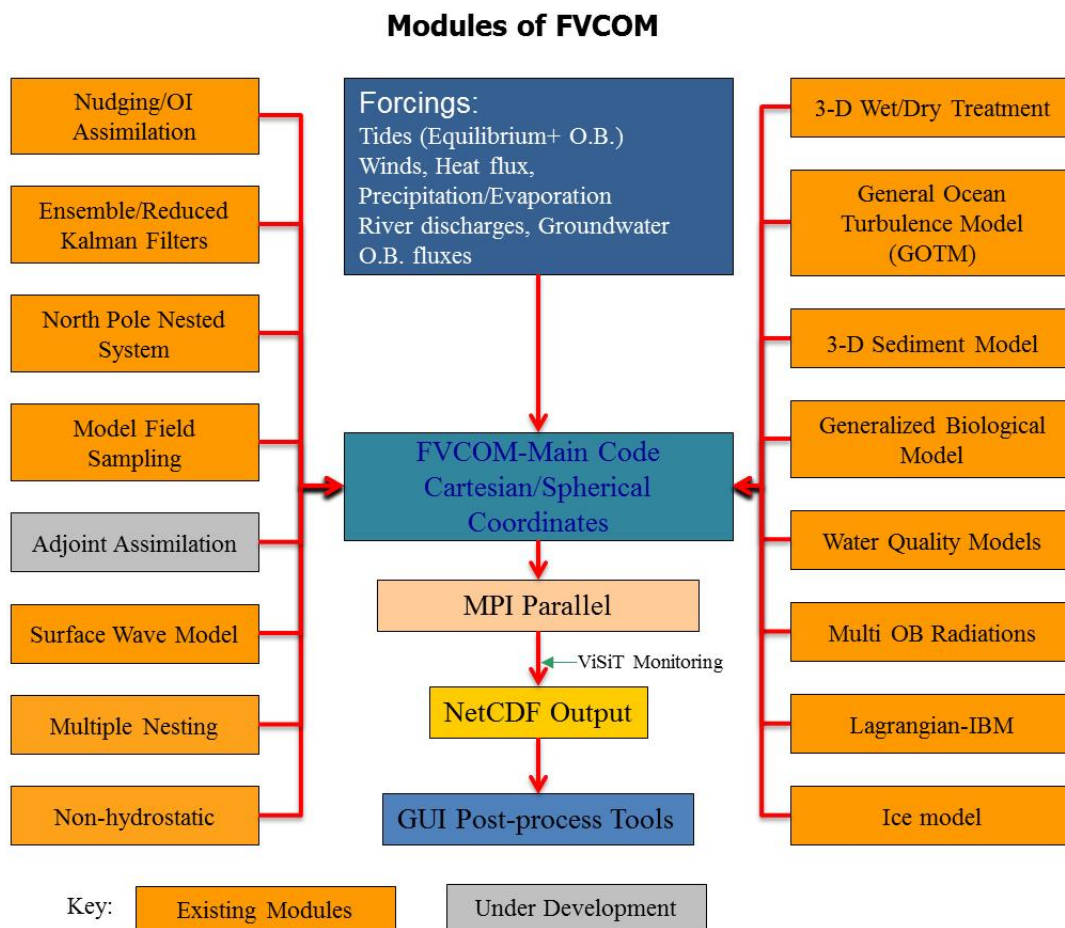 Modules of FVCOM
Nudging/OI
Assimilation
Ensemble/Reduced
Kalman Filters
North Pole Nested
System
Model Field
Sampling
Adjoint Assimilation
Surface Wave Model
Multiple Nesting
Non-hydrostatic
Forcings:
Tides (Equilibrium+ O.B.)
Winds, Heat flux,
Precipitation/Evaporation
River discharges, Groundwater
O.B. fluxes
FVCOM-Main Code
Cartesian/Spherical
Coordinates
MPI Parallel
ViSiT Monitoring
NetCDF Output
GUI Post-process Tools
3-D Wet/Dry Treatment
General Ocean
Turbulence Model
(GOTM)
3-D Sediment Model
Generalized Biological
Model
Water Quality Models
Multi OB Radiations
Lagrangian-IBM
Ice model
Key:
Existing Modules
Under Development